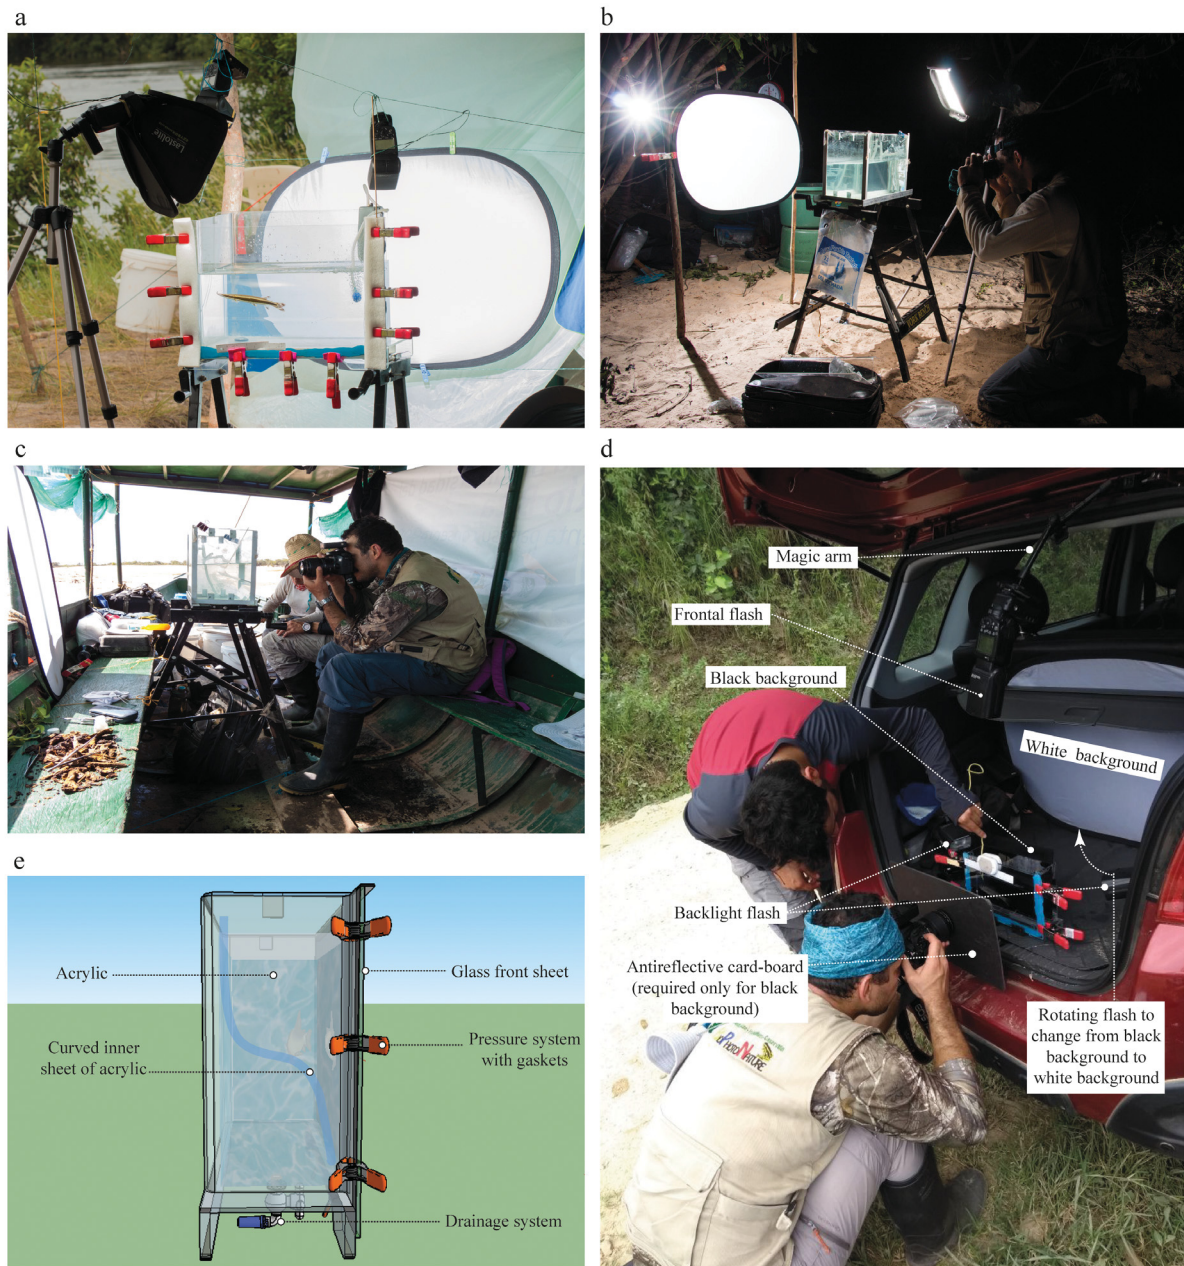 a
b
Lastolite
c
d
Magic arm
Frontal flash
Black background
White background
Backlight flash
Antireflective card-board
(required only for black
background)
Rotating flash to
change from black
background to
white background
PHOTO NATURE
e
Acrylic
Glass front sheet
Curved inner
sheet of acrylic
Pressure system
with gaskets
Drainage system